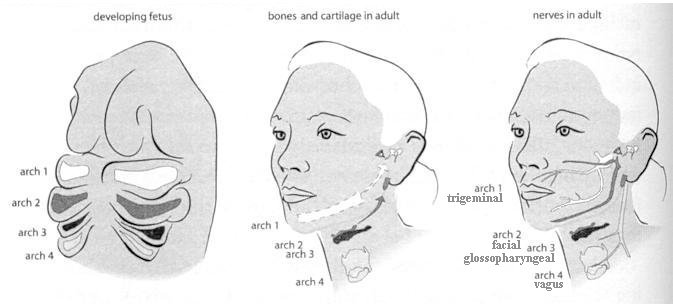 developing fetus
arch 1
arch 2
arch 3
arch 4
bones and cartilage in adult
arch 1
arch 2
arch 3
arch 4
nerves in adult
arch 1
trigeminal
arch 2
facial
arch 3
glossopharyngeal
arch 4
vagus